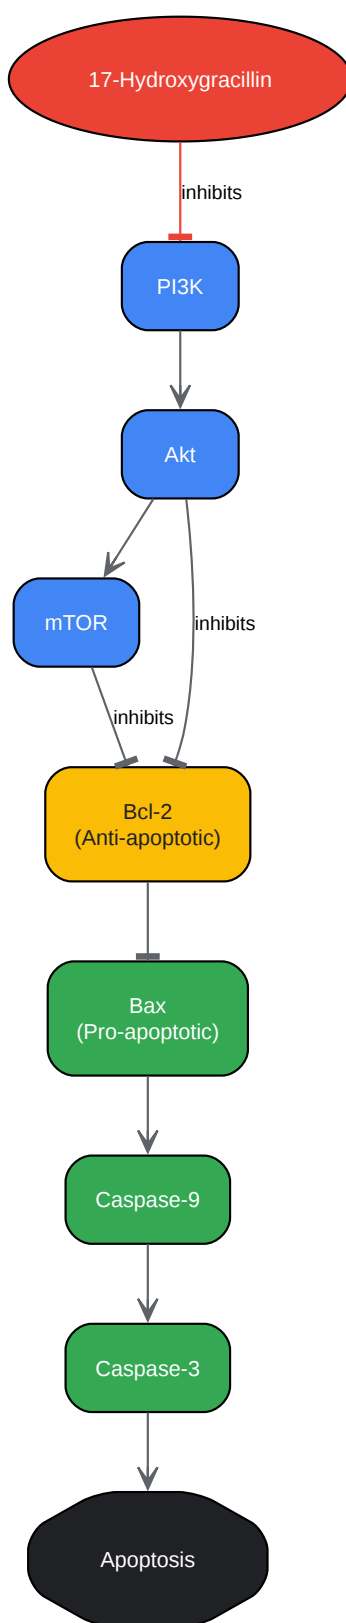 17-Hydroxygracillin
inhibits
PI3K
Akt
mTOR
inhibits
inhibits
Bcl-2
(Anti-apoptotic)
Bax
(Pro-apoptotic)
Caspase-9
Caspase-3
Apoptosis